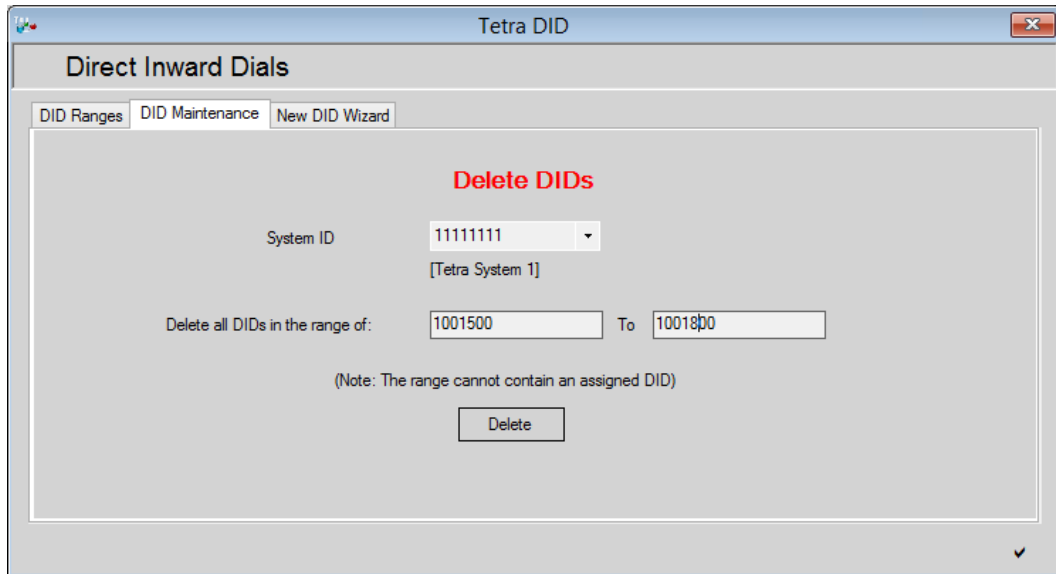 Tetra DID
Direct Inward Dials
DID Ranges DID Maintenance New DID Wizard
Delete DIDs
System ID 11111111
[Tetra System 1]
Delete all DIDs in the range of: 1001500 To 1001800
(Note: The range cannot contain an assigned DID)
Delete